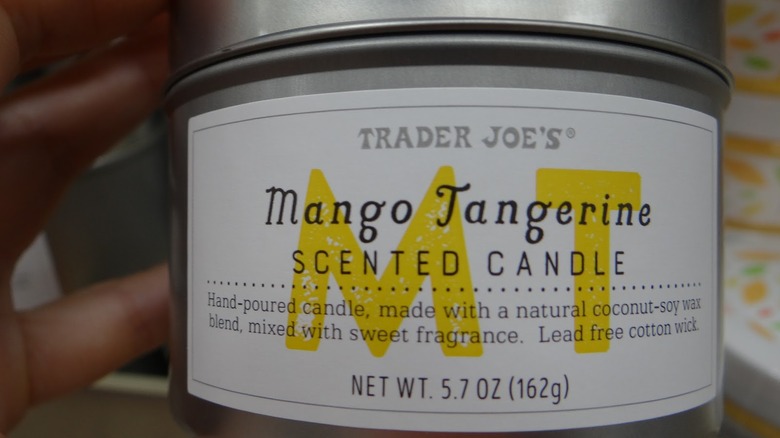 TRADER JOE'S®
MT
Mango Tangerine
SCENTED CANDLE
Hand-poured candle, made with a natural coconut-soy wax
blend, mixed with sweet fragrance. Lead free cotton wick.
NET WT. 5.7 OZ (162g)